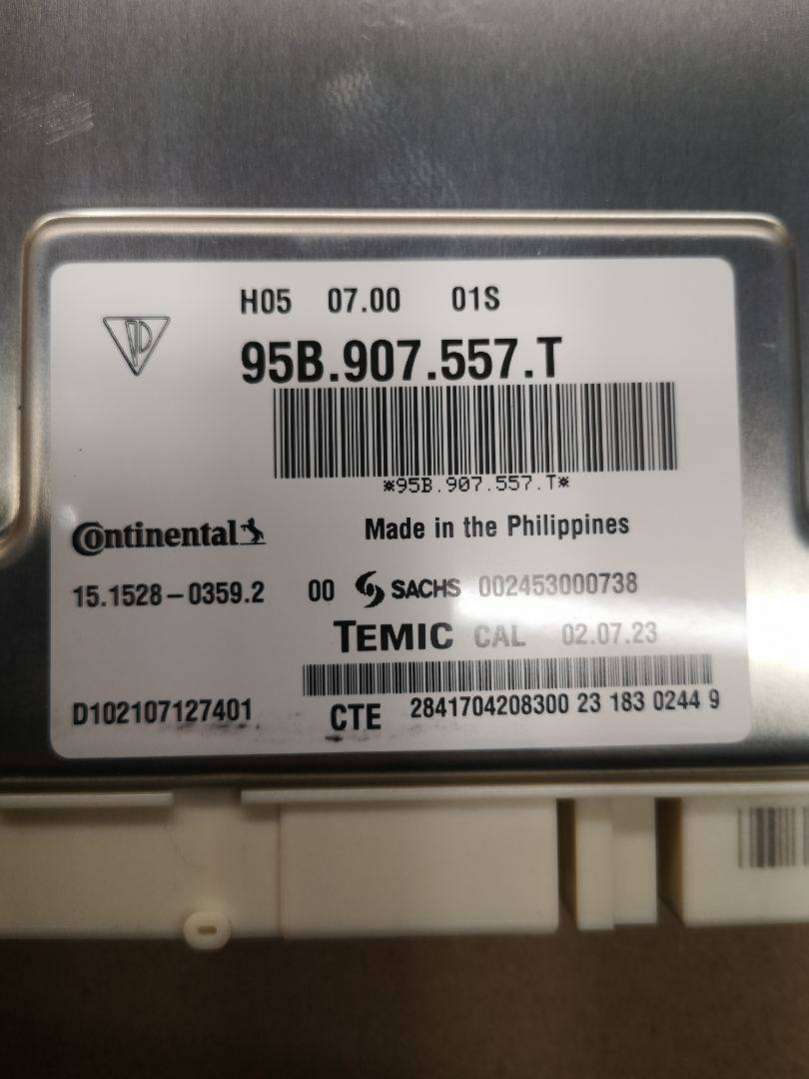 H05 07.00 01S
95B.907.557.T
*95B.907.557.T*
Continental Made in the Philippines
15.1528-0359.2 00 SACHS 002453000738
TEMIC CAL 02.07.23
D102107127401 CTE 2841704208300 23 183 0244 9